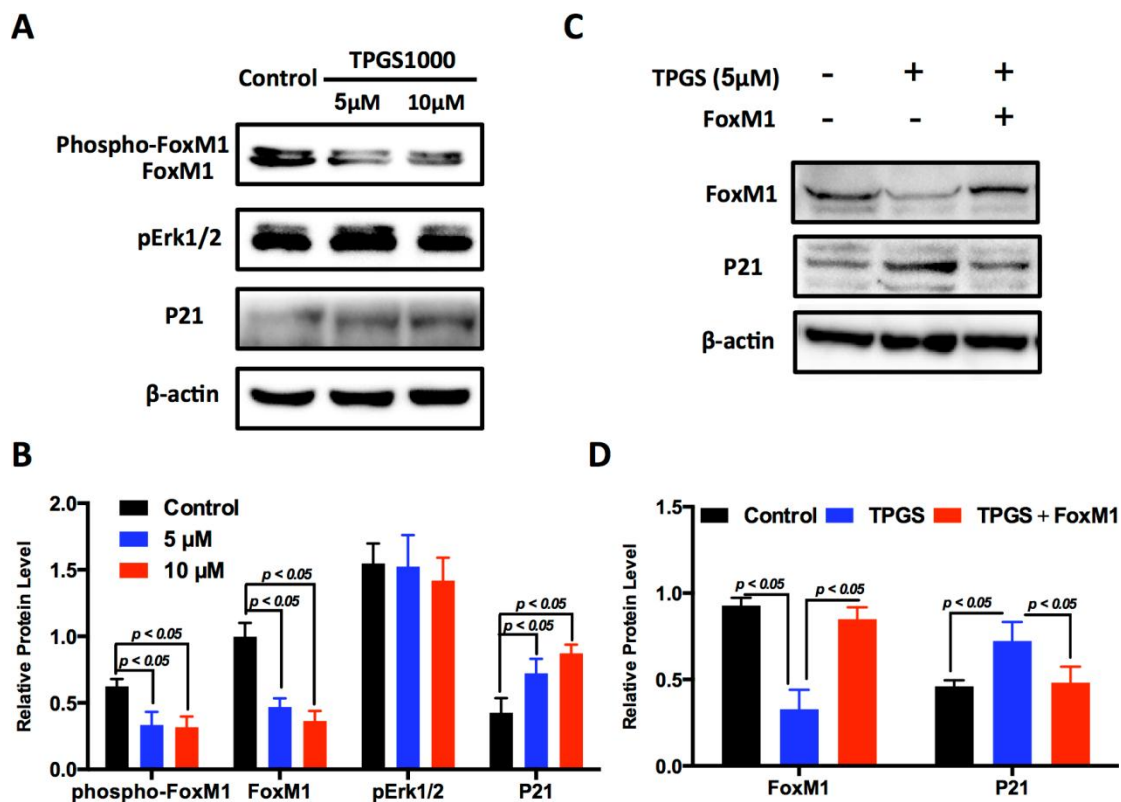 A
Control
TPGS1000
5μM
10μM
Phospho-FoxM1
FoxM1
pErk1/2
P21
β-actin
C
TPGS (5μM) - + +
FoxM1 - - +
FoxM1
P21
β-actin
B
Relative Protein Level
2.0
1.5
1.0
0.5
0.0
Control
5 μM
10 μM
p < 0.05
p < 0.05
p < 0.05
p < 0.05
p < 0.05
p < 0.05
phospho-FoxM1
FoxM1
pErk1/2
P21
D
Relative Protein Level
1.5
1.0
0.5
0.0
Control
TPGS
TPGS + FoxM1
p < 0.05
p < 0.05
p < 0.05
p < 0.05
FoxM1
P21